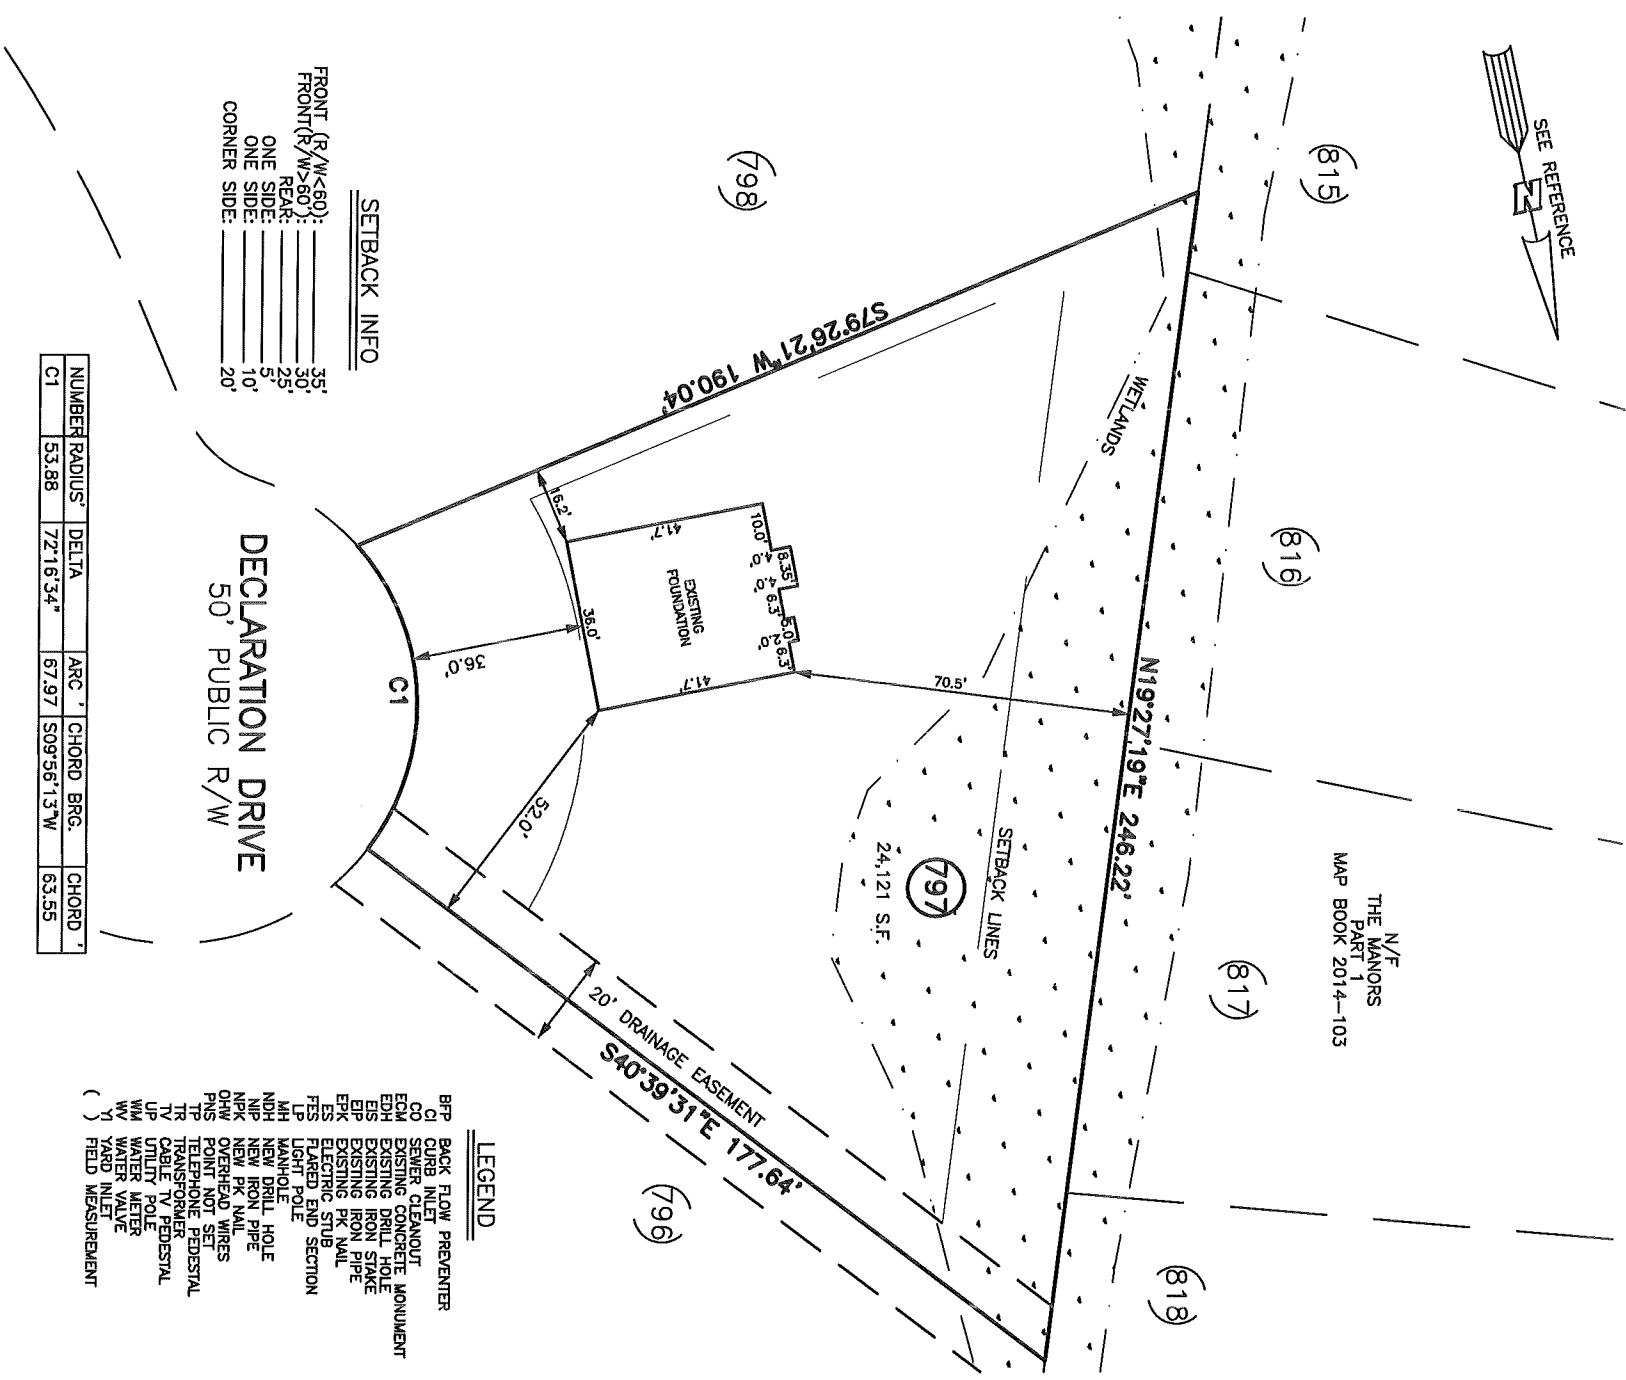 SEE REFERENCE
N
815
816
817
818
798
797
796
24,121 S.F.
N/F
THE MANORS
PART 1
MAP BOOK 2014-103
N19°27'19"E 246.22'
S79°26'21"W 190.04'
S40°39'31"E 177.64'
WETLANDS
SETBACK LINES
20' DRAINAGE EASEMENT
70.5'
16.2'
41.7'
10.0'
4.0'
8.35'
4.0'
6.3'
5.0'
2.0'
6.3'
41.7'
36.0'
EXISTING
FOUNDATION
36.0'
52.0'
C1
DECLARATION DRIVE
50' PUBLIC R/W
SETBACK INFO
FRONT (R/W<60): 35'
FRONT(R/W>60'): 30'
REAR: 25'
ONE SIDE: 5'
ONE SIDE: 10'
CORNER SIDE: 20'
NUMBER RADIUS' DELTA ARC ' CHORD BRG. CHORD '
C1 53.88 72°16'34" 67.97 S09°56'13"W 63.55
LEGEND
BFP BACK FLOW PREVENTER
CI CURB INLET
CO SEWER CLEANOUT
ECM EXISTING CONCRETE MONUMENT
EDH EXISTING DRILL HOLE
EIS EXISTING IRON STAKE
EIP EXISTING IRON PIPE
EPK EXISTING PK NAIL
ES ELECTRIC STUB
FES FLARED END SECTION
LP LIGHT POLE
MH MANHOLE
NDH NEW DRILL HOLE
NIP NEW IRON PIPE
NPK NEW PK NAIL
OHW OVERHEAD WIRES
PNS POINT NOT SET
TP TELEPHONE PEDESTAL
TR TRANSFORMER
TV CABLE TV PEDESTAL
UP UTILITY POLE
WM WATER METER
WV WATER VALVE
YI YARD INLET
( ) FIELD MEASUREMENT